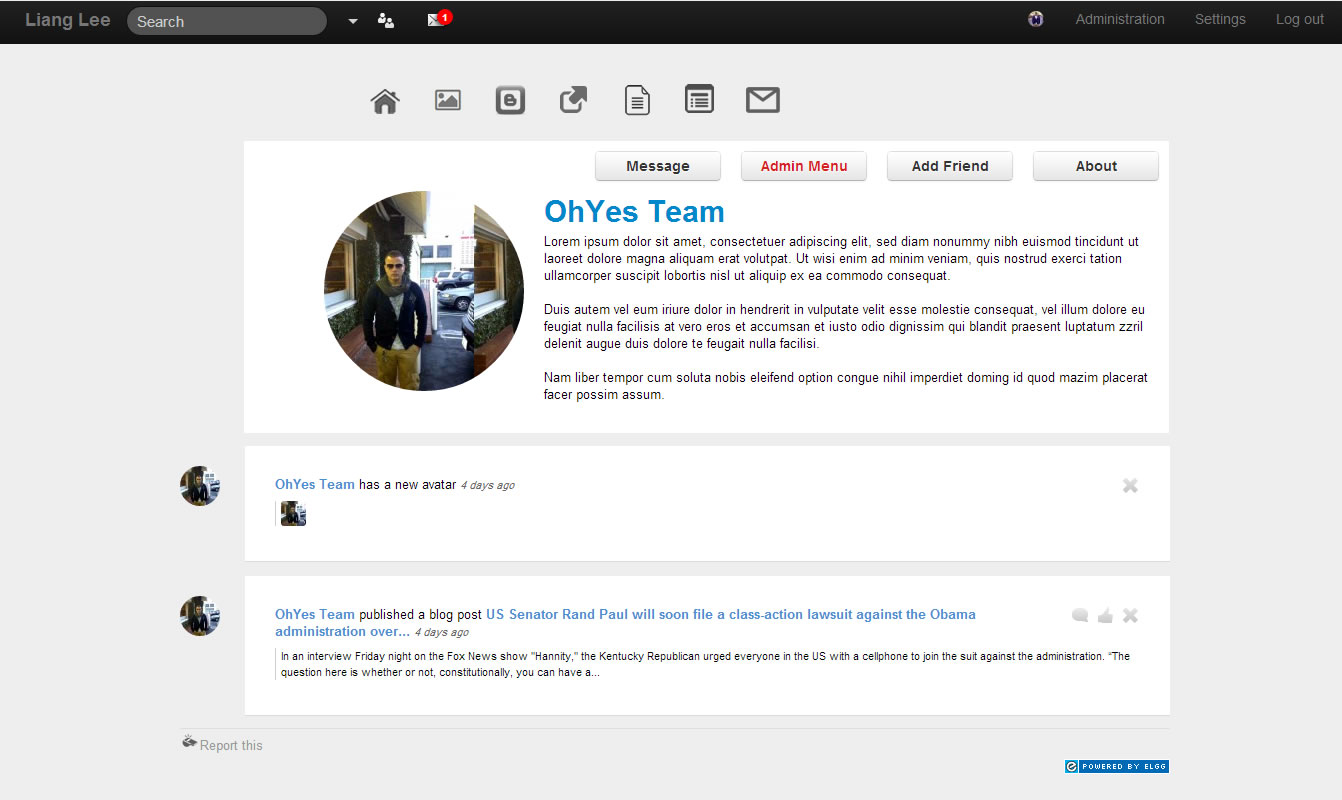 Liang Lee Search 1 Administration Settings Log out
Message Admin Menu Add Friend About
OhYes Team
Lorem ipsum dolor sit amet, consectetuer adipiscing elit, sed diam nonummy nibh euismod tincidunt ut
laoreet dolore magna aliquam erat volutpat. Ut wisi enim ad minim veniam, quis nostrud exerci tation
ullamcorper suscipit lobortis nisl ut aliquip ex ea commodo consequat.
Duis autem vel eum iriure dolor in hendrerit in vulputate velit esse molestie consequat, vel illum dolore eu
feugiat nulla facilisis at vero eros et accumsan et iusto odio dignissim qui blandit praesent luptatum zzril
delenit augue duis dolore te feugait nulla facilisi.
Nam liber tempor cum soluta nobis eleifend option congue nihil imperdiet doming id quod mazim placerat
facer possim assum.
OhYes Team has a new avatar 4 days ago
OhYes Team published a blog post US Senator Rand Paul will soon file a class-action lawsuit against the Obama
administration over... 4 days ago
In an interview Friday night on the Fox News show "Hannity," the Kentucky Republican urged everyone in the US with a cellphone to join the suit against the administration. “The
question here is whether or not, constitutionally, you can have a...
Report this
POWERED BY ELGG